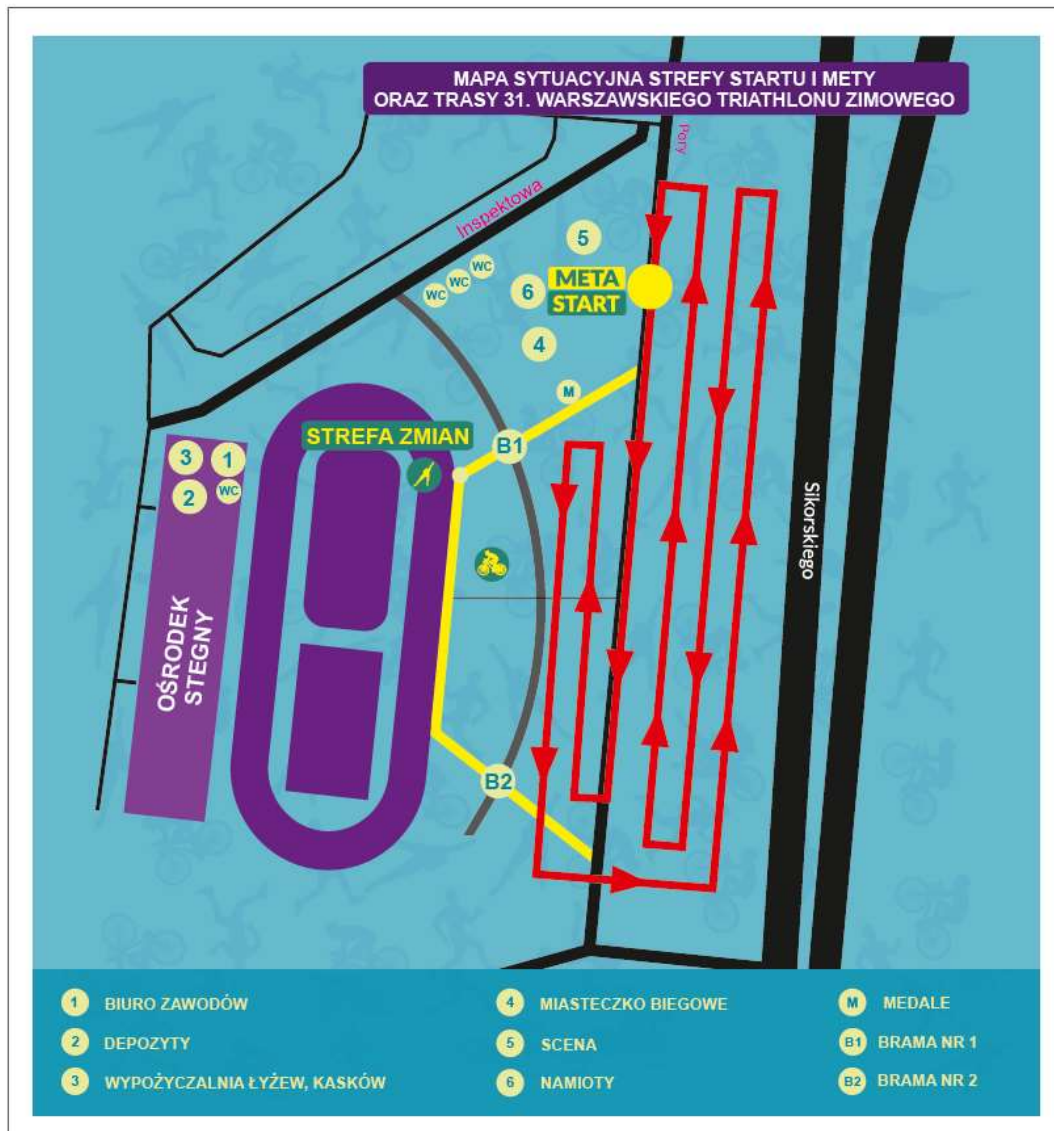 MAPA SYTUACYJNA STREFY STARTU I METY
ORAZ TRASY 31. WARSZAWSKIEGO TRIATHLONU ZIMOWEGO
Pory
Inspektowa
5
WC
WC
WC
6
META
START
4
M
STREFA ZMIAN
B1
3
1
2
WC
Sikorskiego
OŚRODEK
STEGNY
B2
1 BIURO ZAWODÓW
2 DEPOZYTY
3 WYPOŻYCZALNIA ŁYŻEW, KASKÓW
4 MIASTECZKO BIEGOWE
5 SCENA
6 NAMIOTY
M MEDALE
B1 BRAMA NR 1
B2 BRAMA NR 2